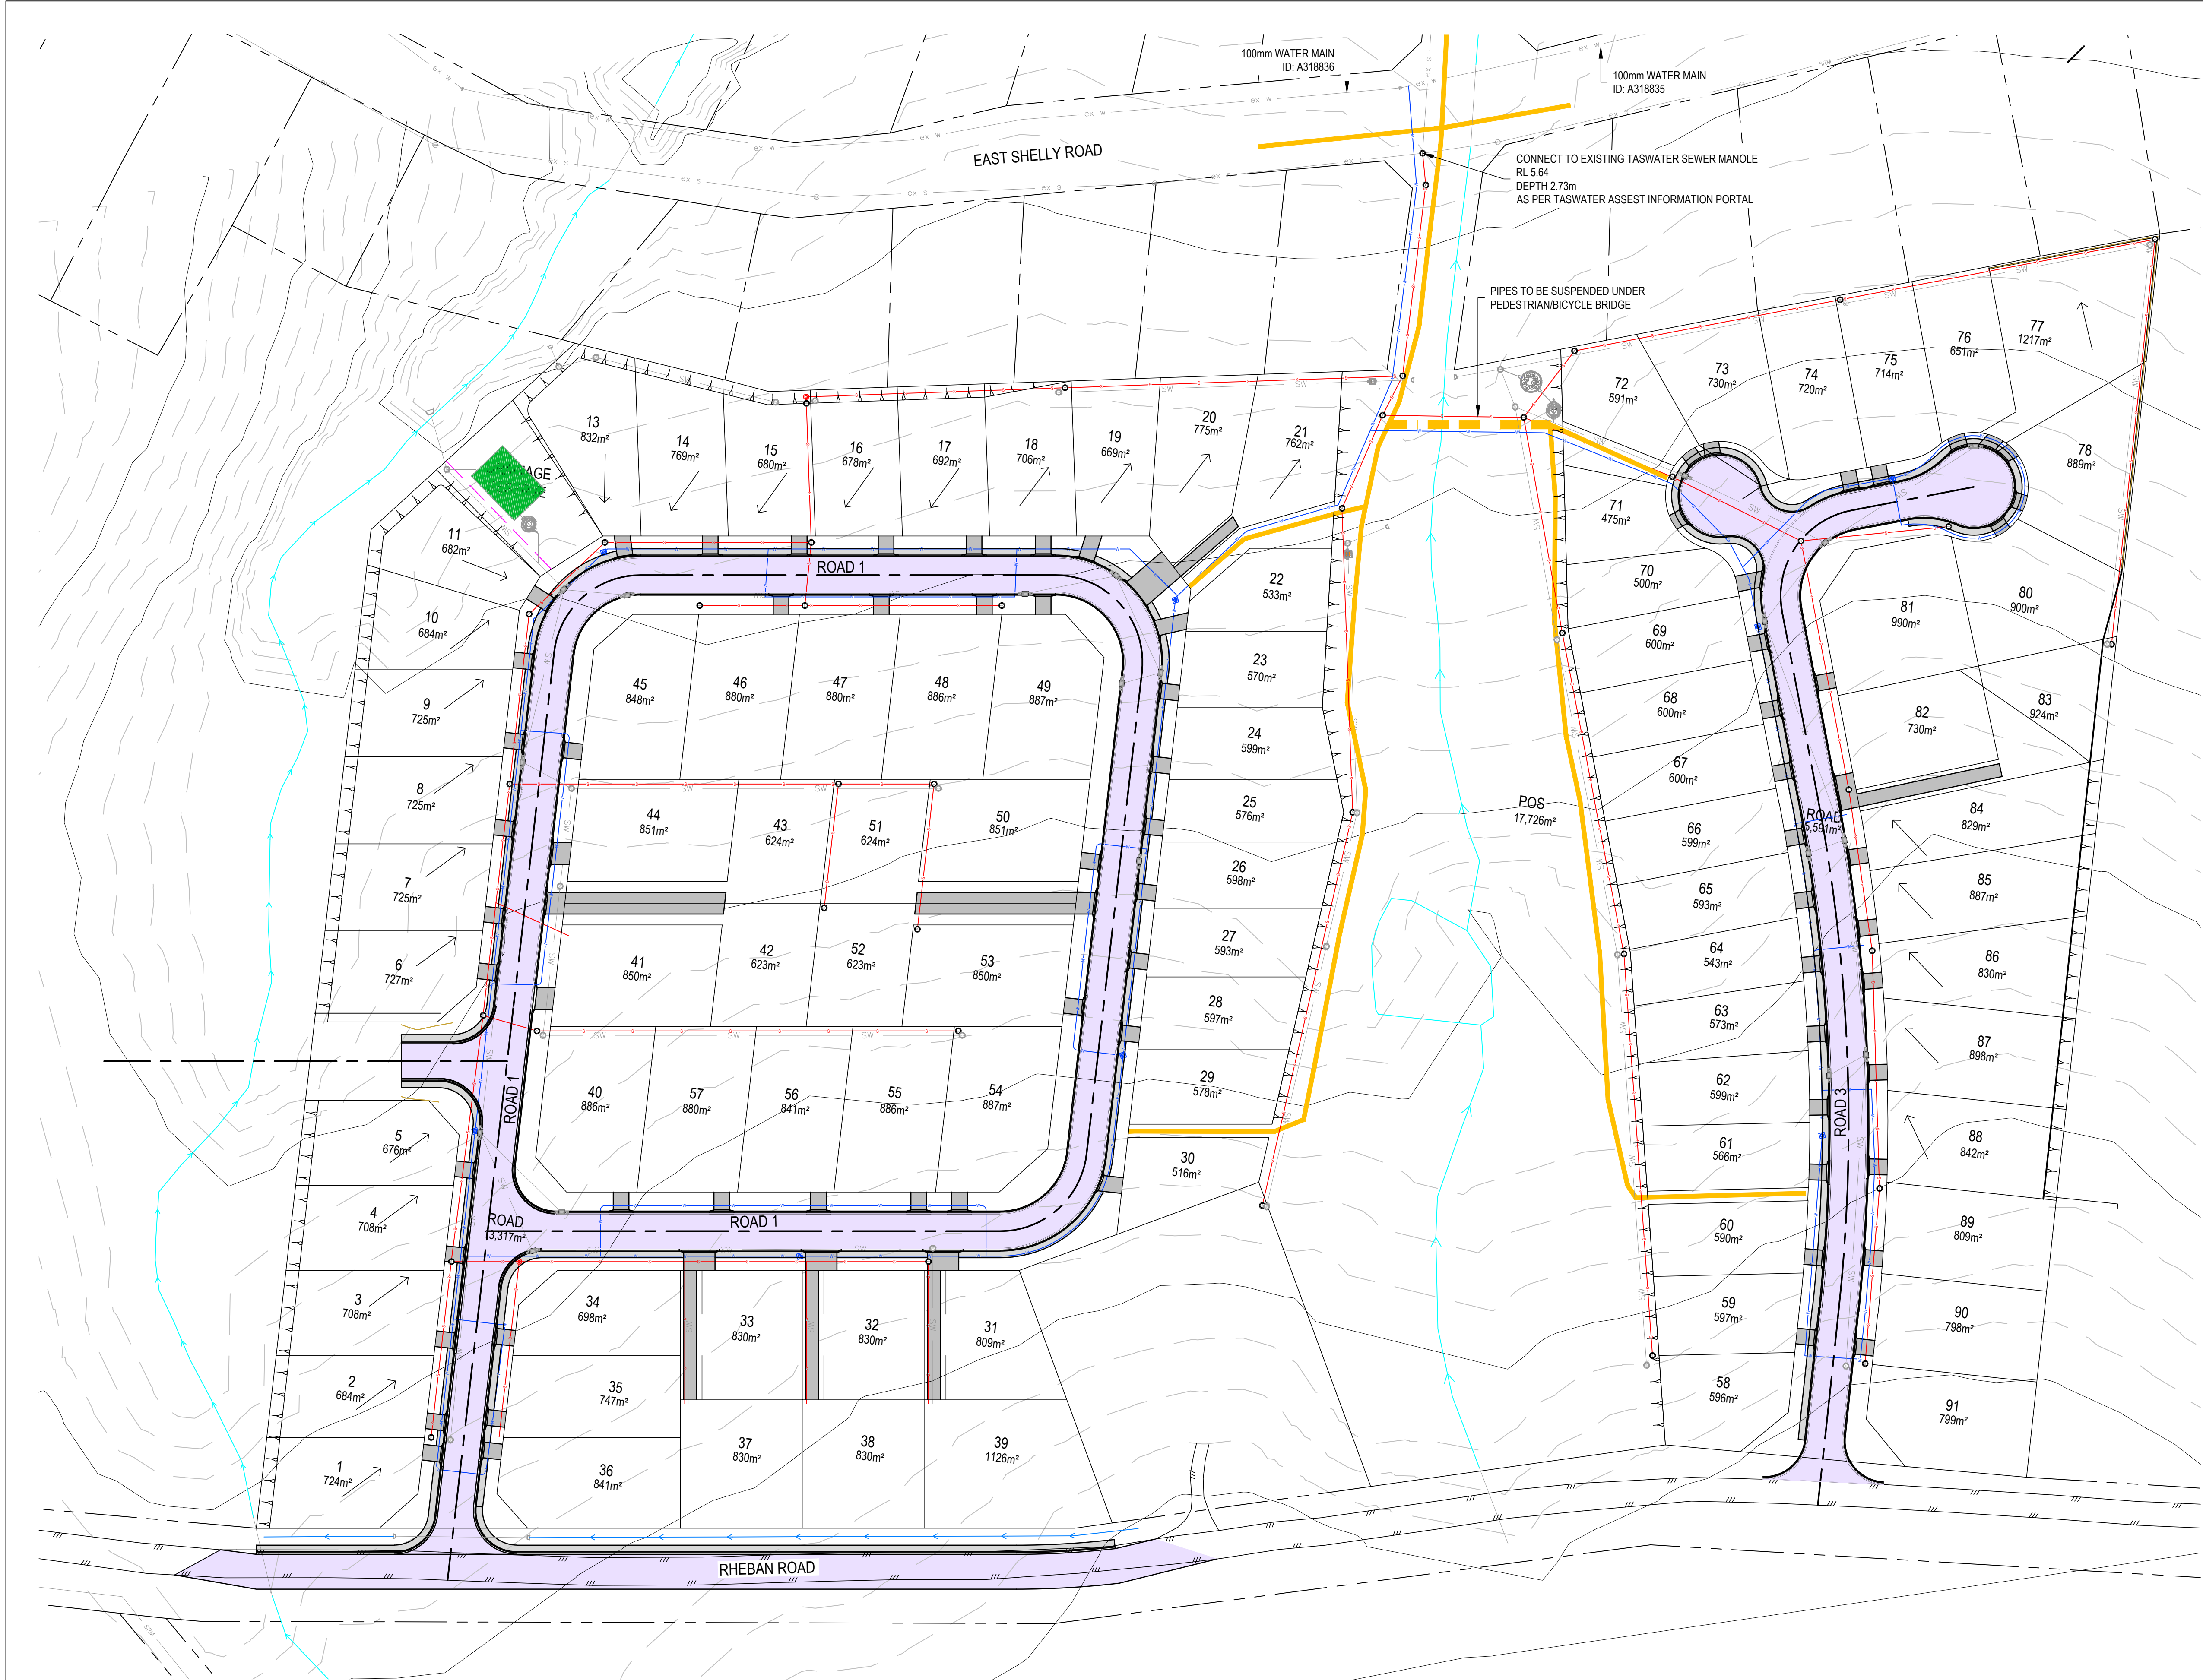 100mm WATER MAIN
ID: A318836
100mm WATER MAIN
ID: A318835
EAST SHELLY ROAD
CONNECT TO EXISTING TASWATER SEWER MANOLE
RL 5.64
DEPTH 2.73m
AS PER TASWATER ASSEST INFORMATION PORTAL
PIPES TO BE SUSPENDED UNDER
PEDESTRIAN/BICYCLE BRIDGE
DRAINAGE
RESERVE
13
832m²
14
769m²
15
680m²
16
678m²
17
692m²
18
706m²
19
669m²
20
775m²
21
762m²
72
591m²
73
730m²
74
720m²
75
714m²
76
651m²
77
1217m²
78
889m²
11
682m²
10
684m²
9
725m²
8
725m²
7
725m²
6
727m²
5
676m²
4
708m²
3
708m²
2
684m²
1
724m²
ROAD 1
45
848m²
46
880m²
47
880m²
48
886m²
49
887m²
44
851m²
43
624m²
51
624m²
50
851m²
41
850m²
42
623m²
52
623m²
53
850m²
40
886m²
57
880m²
56
841m²
55
886m²
54
887m²
ROAD 1
ROAD
13,317m²
ROAD 1
34
698m²
33
830m²
32
830m²
31
809m²
35
747m²
36
841m²
37
830m²
38
830m²
39
1126m²
22
533m²
23
570m²
24
599m²
25
576m²
26
598m²
27
593m²
28
597m²
29
578m²
30
516m²
POS
17,726m²
71
475m²
70
500m²
69
600m²
68
600m²
67
600m²
66
599m²
65
593m²
64
543m²
63
573m²
62
599m²
61
566m²
60
590m²
59
597m²
58
596m²
ROAD
5,591m²
ROAD 3
81
990m²
80
900m²
82
730m²
83
924m²
84
829m²
85
887m²
86
830m²
87
898m²
88
842m²
89
809m²
90
798m²
91
799m²
RHEBAN ROAD